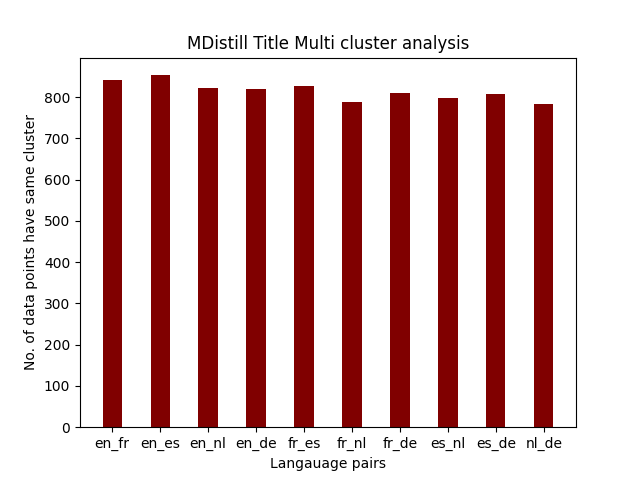 MDistill Title Multi cluster analysis
No. of data points have same cluster
800
700
600
500
400
300
200
100
0
en_fr en_es en_nl en_de fr_es fr_nl fr_de es_nl es_de nl_de
Langauage pairs